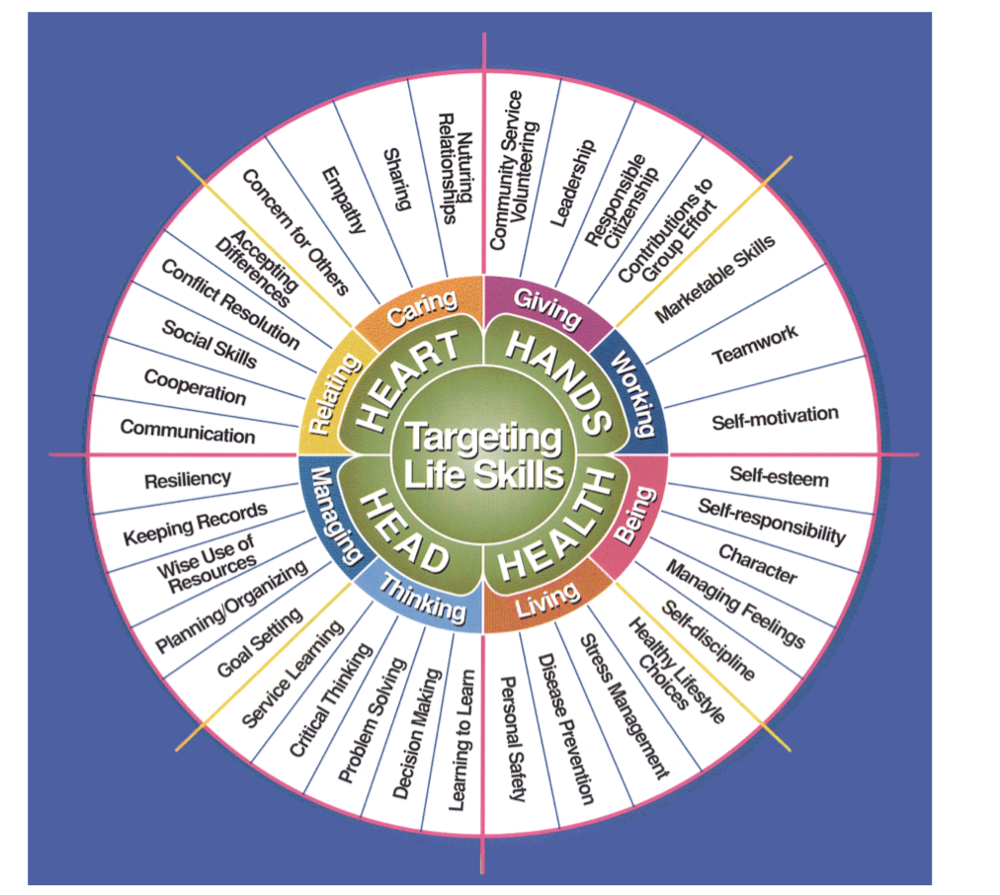 Targeting
Life Skills
HEART
HANDS
HEALTH
HEAD
Caring
Giving
Working
Being
Living
Thinking
Managing
Relating
Community Service
Volunteering
Leadership
Responsible
Citizenship
Contributions to
Group Effort
Marketable Skills
Teamwork
Self-motivation
Self-esteem
Self-responsibility
Character
Managing Feelings
Self-discipline
Healthy Lifestyle
Choices
Stress Management
Disease Prevention
Personal Safety
Learning to Learn
Decision Making
Problem Solving
Critical Thinking
Service Learning
Goal Setting
Planning/Organizing
Wise Use of
Resources
Keeping Records
Resiliency
Communication
Cooperation
Social Skills
Conflict Resolution
Accepting
Differences
Concern for Others
Empathy
Sharing
Nuturing
Relationships